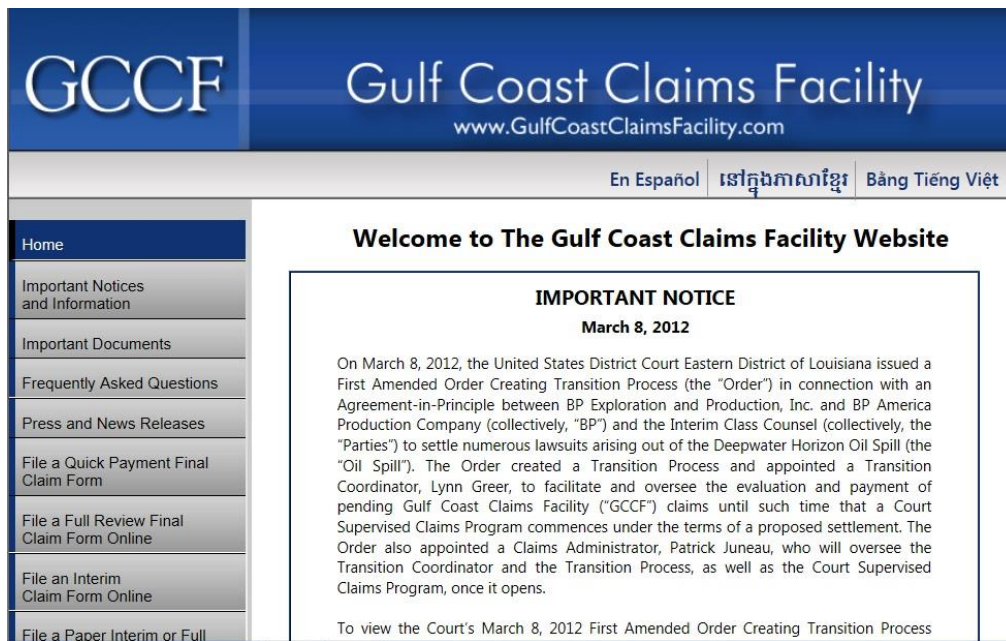 GCCF
Gulf Coast Claims Facility
www.GulfCoastClaimsFacility.com
En Español
នៅក្នុងភាសាខ្មែរ
Bằng Tiếng Việt
Home
Important Notices
and Information
Important Documents
Frequently Asked Questions
Press and News Releases
File a Quick Payment Final
Claim Form
File a Full Review Final
Claim Form Online
File an Interim
Claim Form Online
File a Paper Interim or Full
Welcome to The Gulf Coast Claims Facility Website
IMPORTANT NOTICE
March 8, 2012
On March 8, 2012, the United States District Court Eastern District of Louisiana issued a
First Amended Order Creating Transition Process (the “Order”) in connection with an
Agreement-in-Principle between BP Exploration and Production, Inc. and BP America
Production Company (collectively, “BP”) and the Interim Class Counsel (collectively, the
“Parties”) to settle numerous lawsuits arising out of the Deepwater Horizon Oil Spill (the
“Oil Spill”). The Order created a Transition Process and appointed a Transition
Coordinator, Lynn Greer, to facilitate and oversee the evaluation and payment of
pending Gulf Coast Claims Facility (“GCCF”) claims until such time that a Court
Supervised Claims Program commences under the terms of a proposed settlement. The
Order also appointed a Claims Administrator, Patrick Juneau, who will oversee the
Transition Coordinator and the Transition Process, as well as the Court Supervised
Claims Program, once it opens.
To view the Court’s March 8, 2012 First Amended Order Creating Transition Process